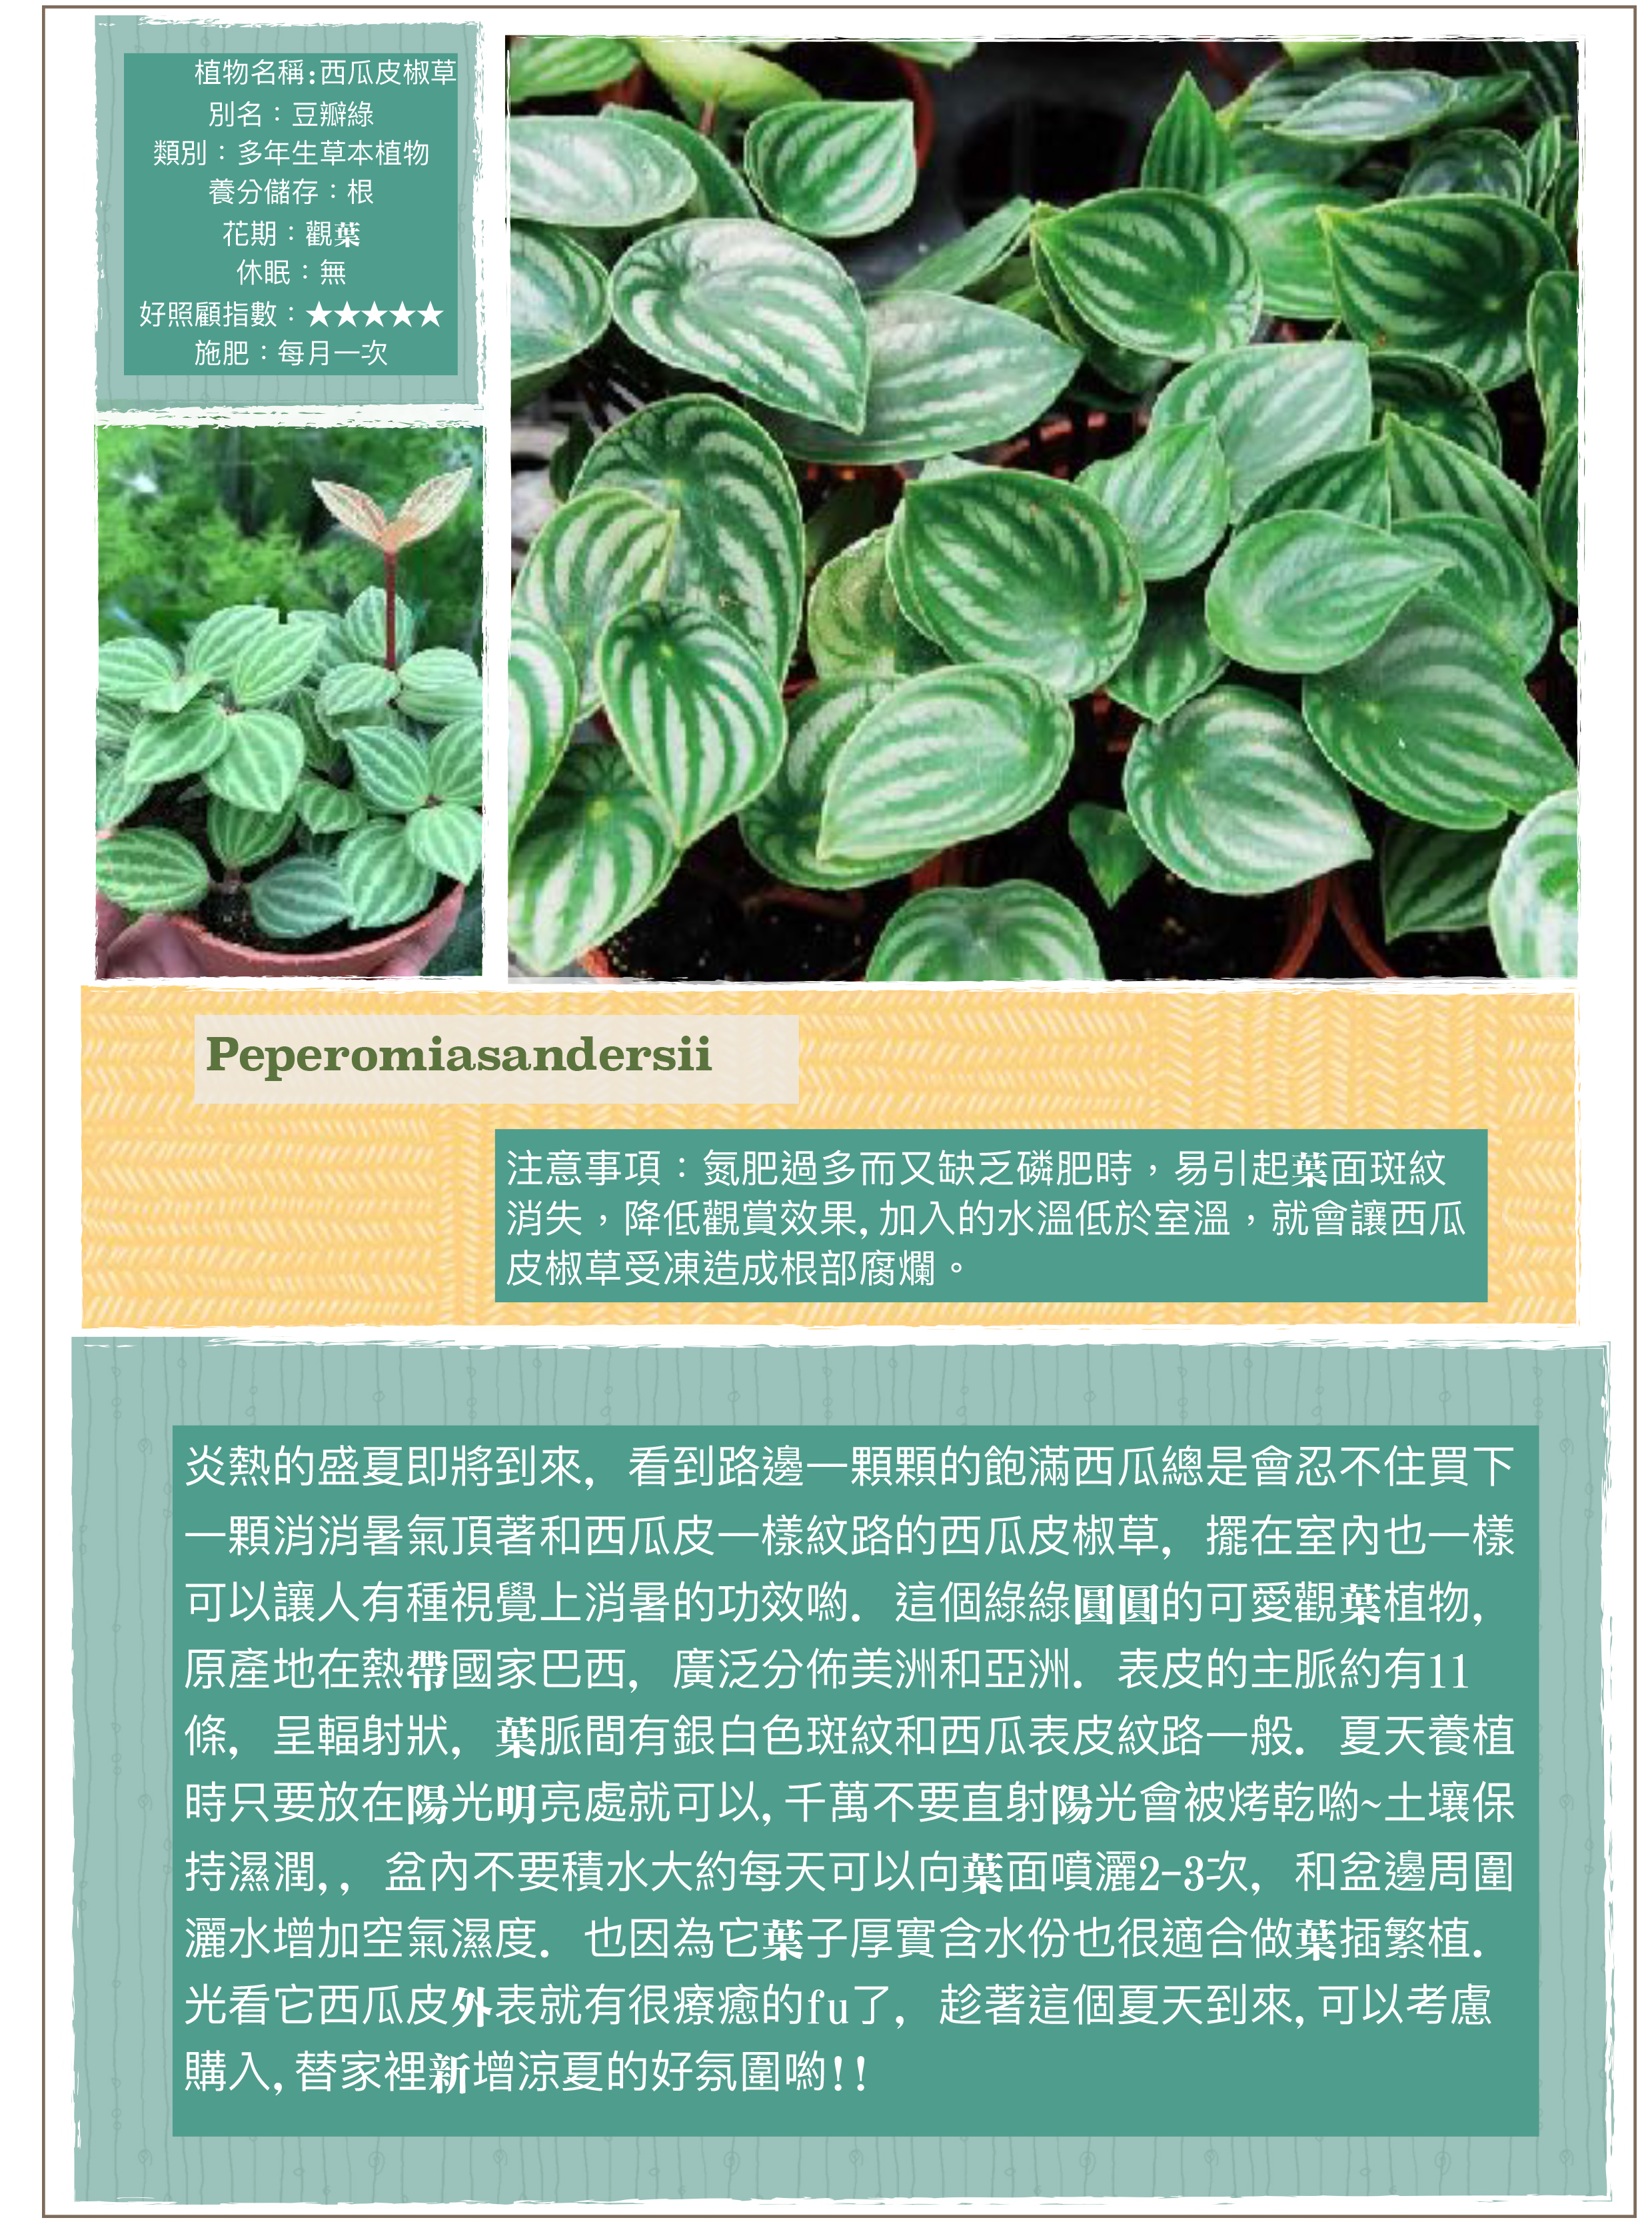 植物名稱:西瓜皮椒草
別名：豆瓣綠
類別：多年生草本植物
養分儲存：根
花期：觀葉
休眠：無
好照顧指數：★★★★★
施肥：每月一次
Peperomiasandersii
注意事項：氮肥過多而又缺乏磷肥時，易引起葉面斑紋
消失，降低觀賞效果,加入的水溫低於室溫，就會讓西瓜
皮椒草受凍造成根部腐爛。
炎熱的盛夏即將到來, 看到路邊一顆顆的飽滿西瓜總是會忍不住買下
一顆消消暑氣頂著和西瓜皮一樣紋路的西瓜皮椒草, 擺在室內也一樣
可以讓人有種視覺上消暑的功效喲. 這個綠綠圓圓的可愛觀葉植物,
原產地在熱帶國家巴西, 廣泛分佈美洲和亞洲. 表皮的主脈約有11
條, 呈輻射狀, 葉脈間有銀白色斑紋和西瓜表皮紋路一般. 夏天養植
時只要放在陽光明亮處就可以,千萬不要直射陽光會被烤乾喲~土壤保
持濕潤,, 盆內不要積水大約每天可以向葉面噴灑2-3次, 和盆邊周圍
灑水增加空氣濕度. 也因為它葉子厚實含水份也很適合做葉插繁植.
光看它西瓜皮外表就有很療癒的fu了, 趁著這個夏天到來,可以考慮
購入,替家裡新增涼夏的好氛圍喲!!